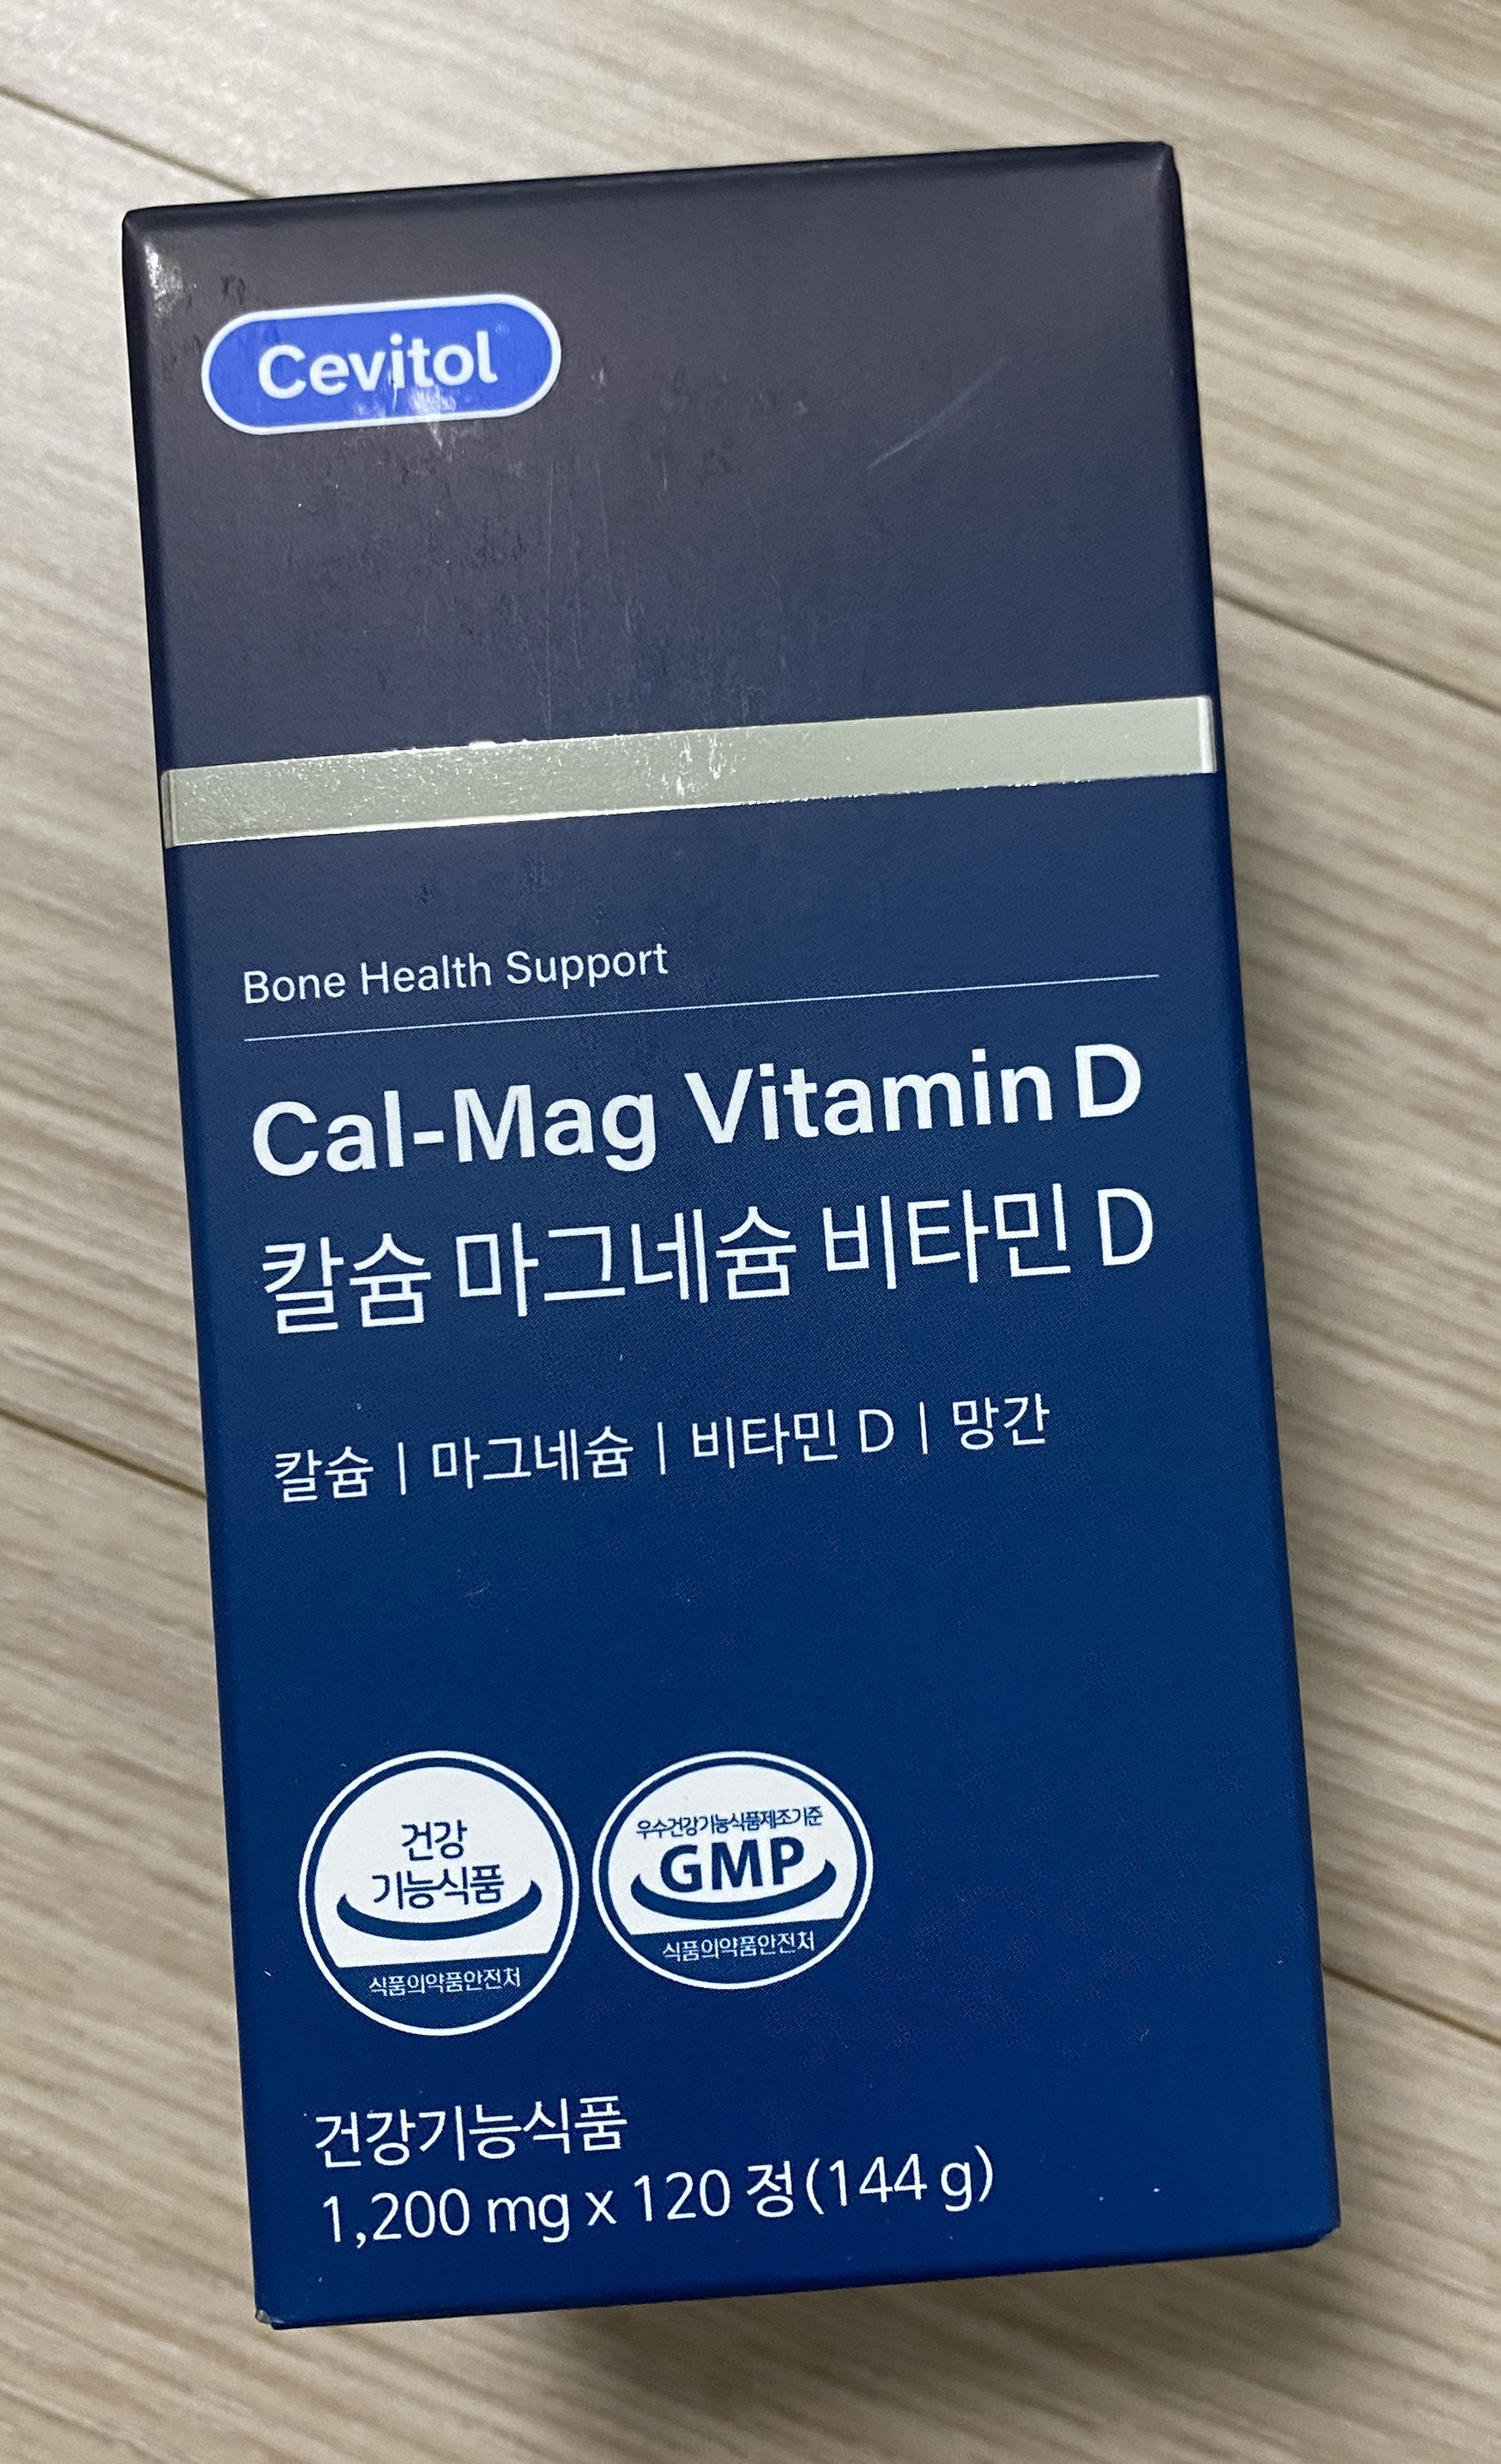 Cevitol
Bone Health Support
Cal-Mag Vitamin D
칼슘 마그네슘 비타민 D
칼슘 | 마그네슘 | 비타민 D | 망간
건강
기능식품
식품의약품안전처
우수건강기능식품제조기준
GMP
식품의약품안전처
건강기능식품
1,200 mg x 120 정(144 g)